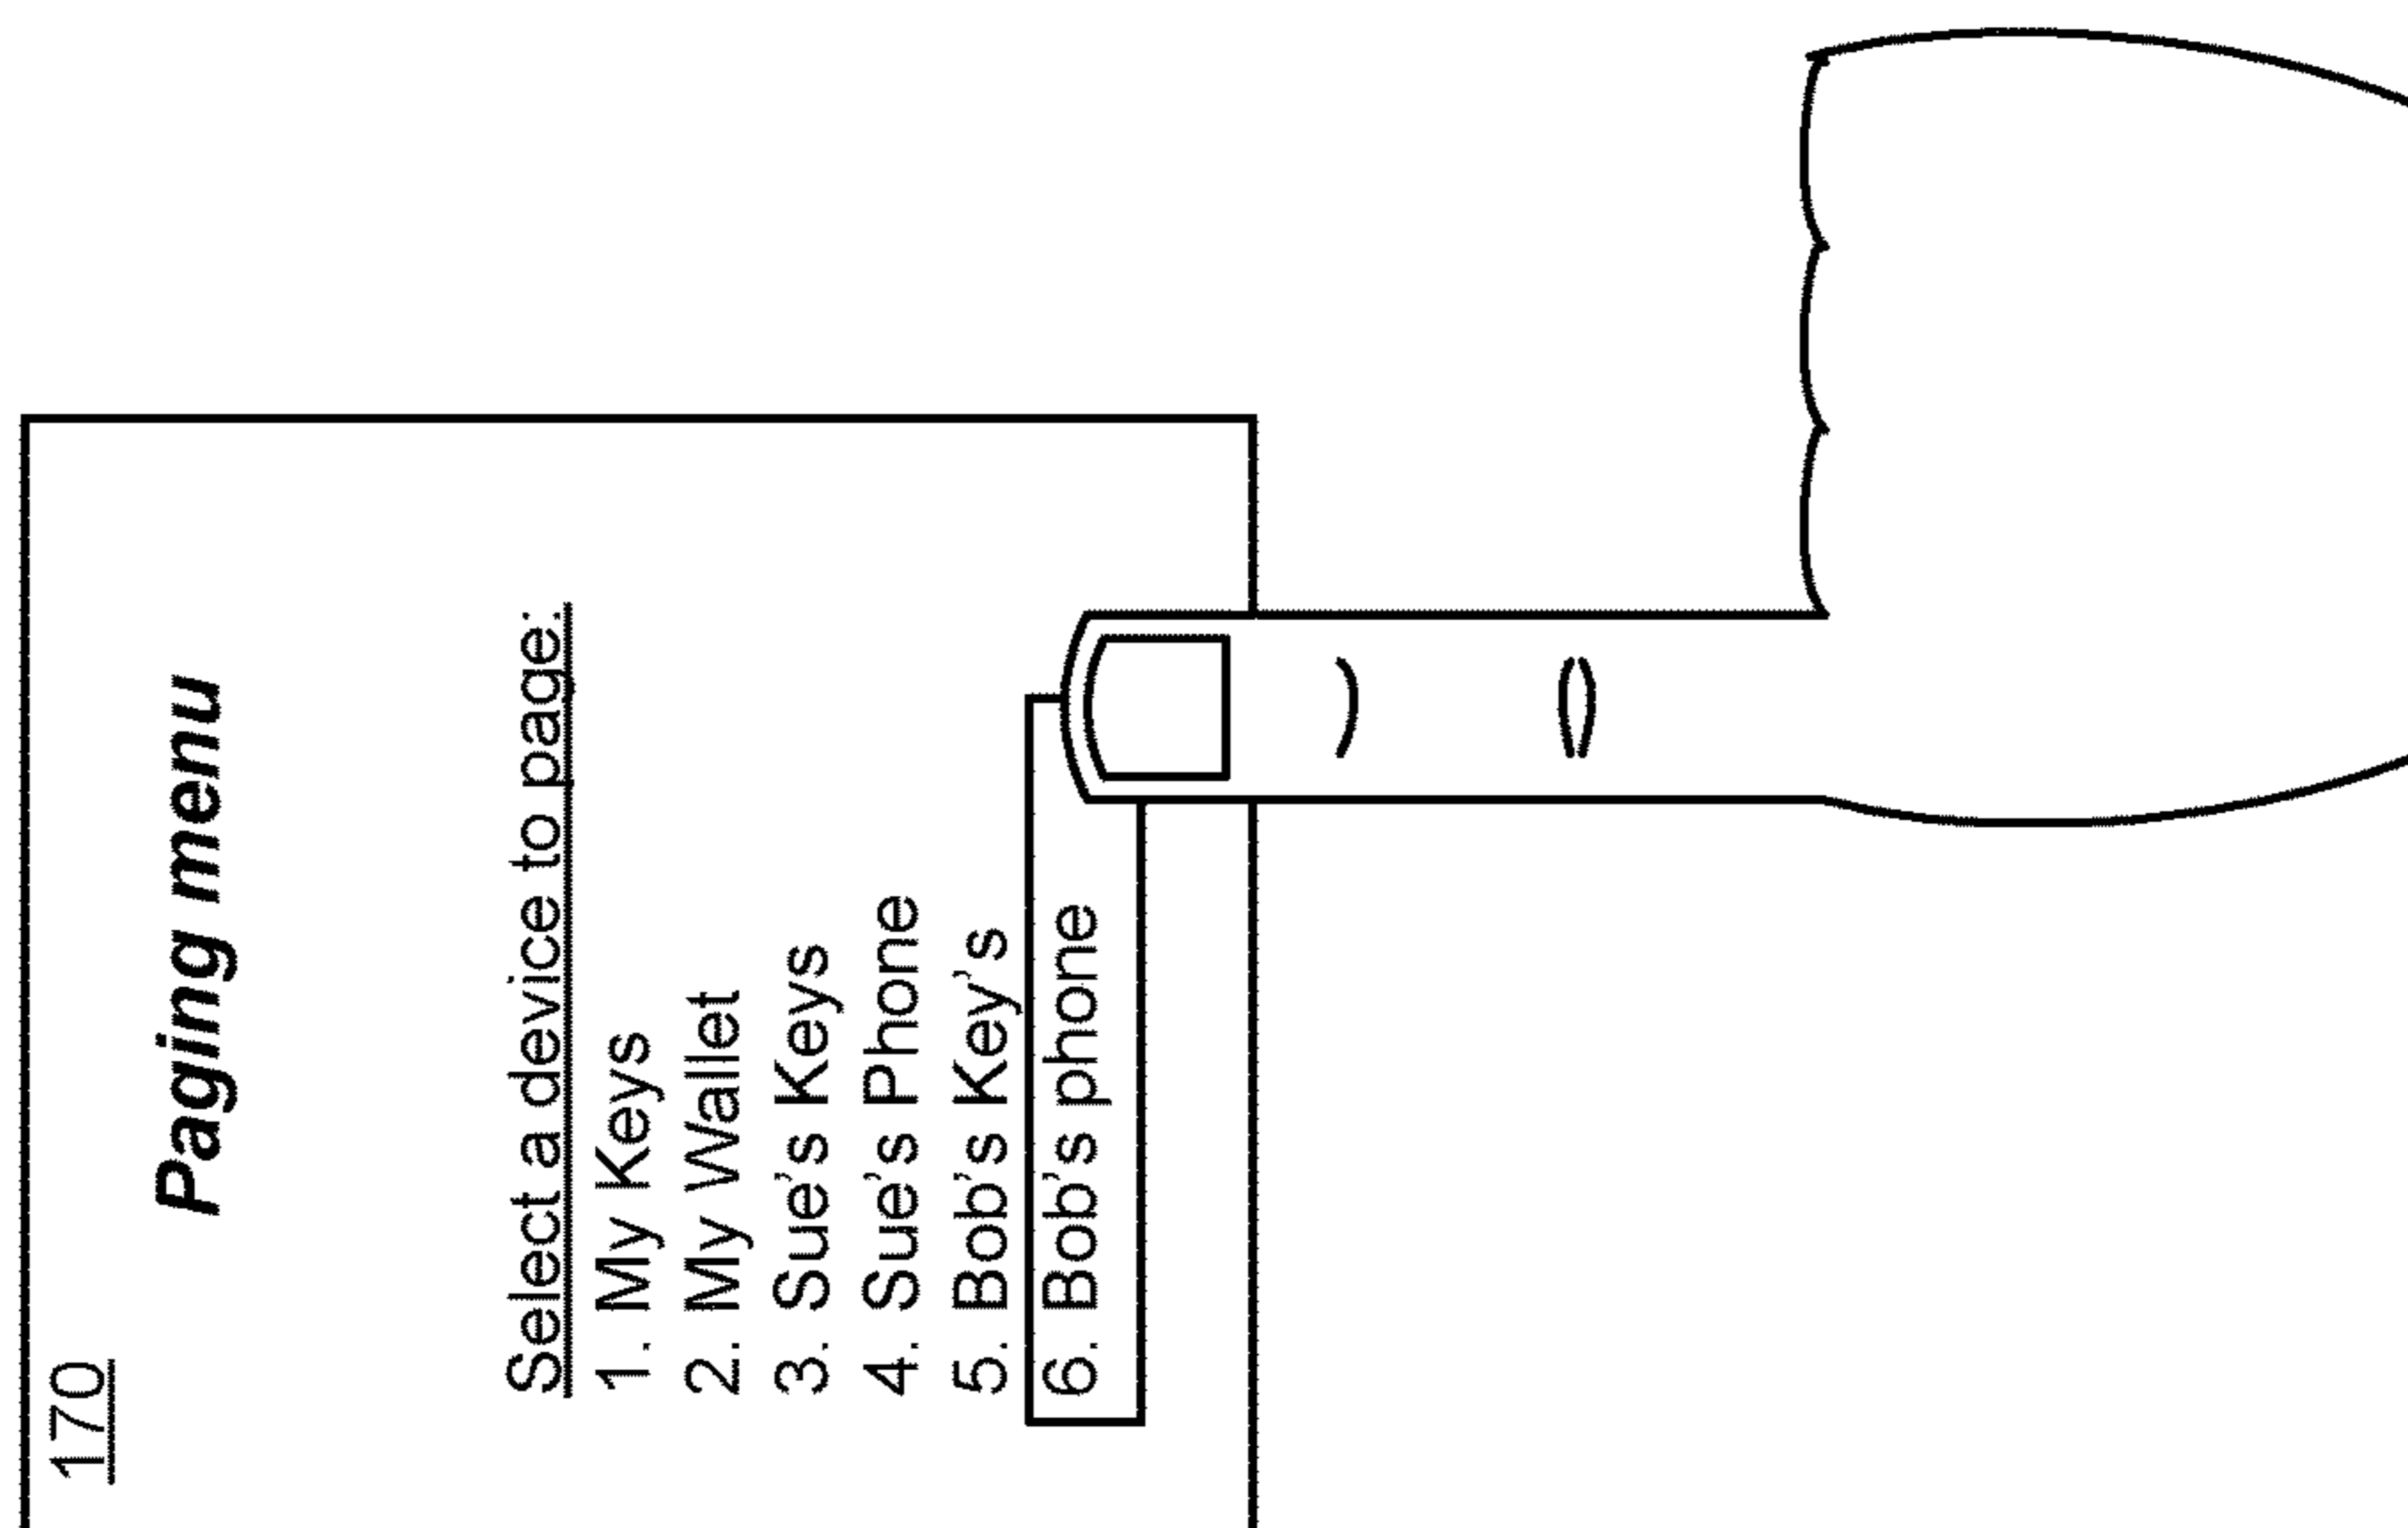 170
Paging menu
Select a device to page:
1. My Keys
2. My Wallet
3. Sue's Keys
4. Sue's Phone
5. Bob's Key's
6. Bob's phone